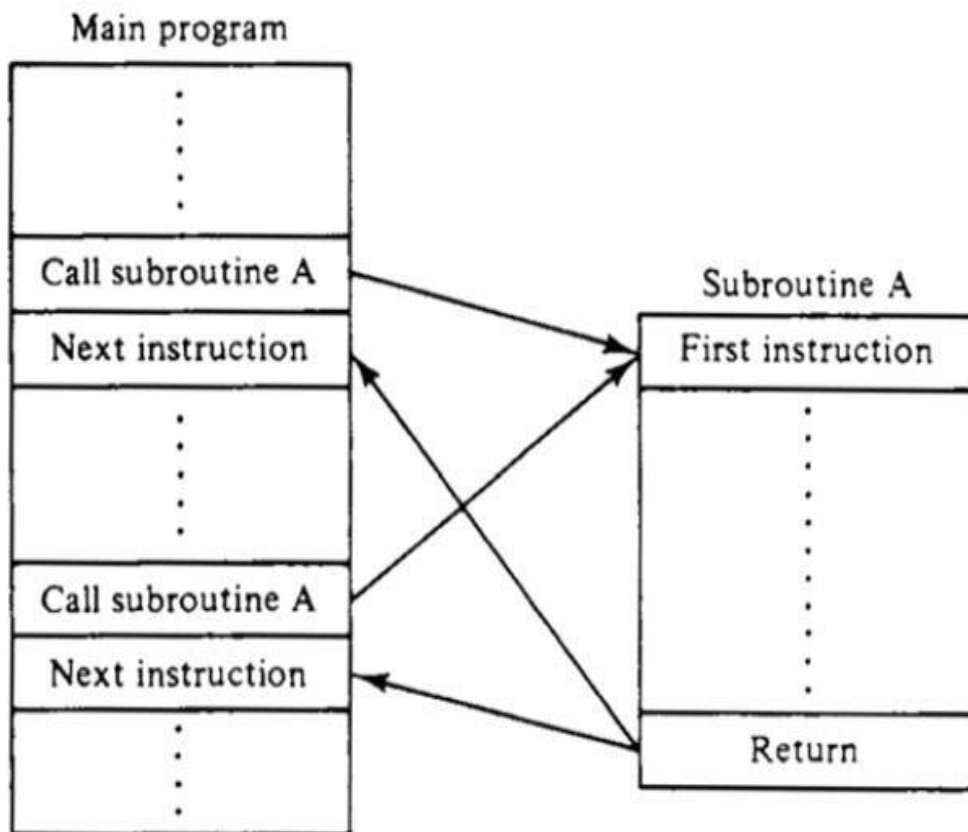 Main program
Call subroutine A
Next instruction
Call subroutine A
Next instruction
Subroutine A
First instruction
Return